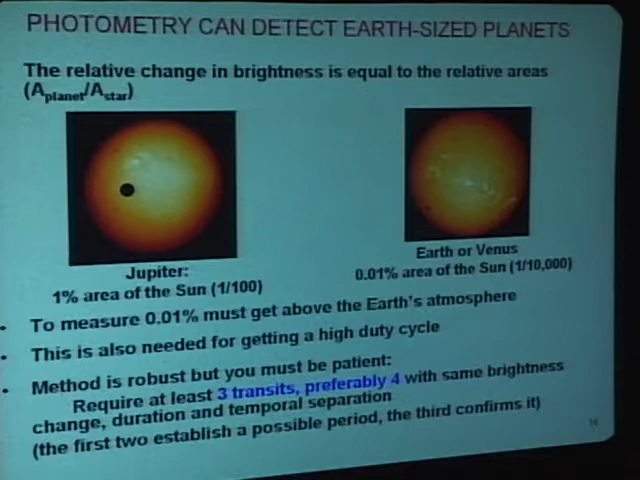 PHOTOMETRY CAN DETECT EARTH-SIZED PLANETS
The relative change in brightness is equal to the relative areas
(Aplanet/Astar)
Jupiter:
1% area of the Sun (1/100)
Earth or Venus
0.01% area of the Sun (1/10,000)
• To measure 0.01% must get above the Earth's atmosphere
• This is also needed for getting a high duty cycle
• Method is robust but you must be patient:
Require at least 3 transits, preferably 4 with same brightness
change, duration and temporal separation
(the first two establish a possible period, the third confirms it)